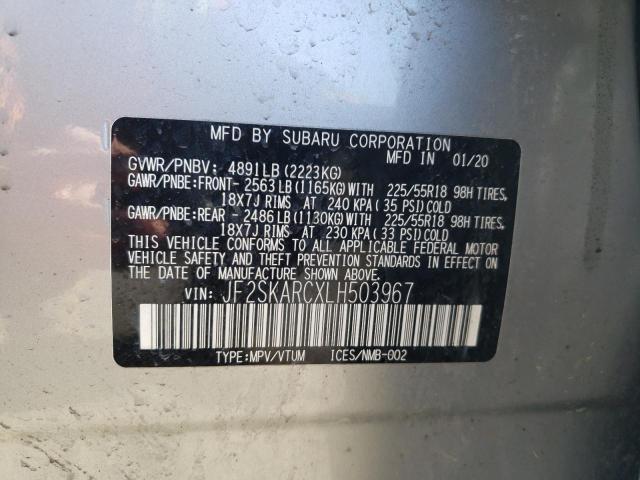 MFD BY SUBARU CORPORATION
GVWR/PNBV: 4891LB(2223KG) MFD IN 01/20
GAWR/PNBE:FRONT- 2563LB(1165KG)WITH 225/55R18 98H TIRES,
18X7J RIMS AT 240 KPA( 35 PSI)COLD
GAWR/PNBE:REAR - 2486LB(1130KG)WITH 225/55R18 98H TIRES,
18X7J RIMS AT 230 KPA( 33 PSI)COLD
THIS VEHICLE CONFORMS TO ALL APPLICABLE FEDERAL MOTOR
VEHICLE SAFETY AND THEFT PREVENTION STANDARDS IN EFFECT
ON THE DATE OF MANUFACTURE SHOWN ABOVE.
VIN: JF2SKARCXLH503967
TYPE:MPV/VTUM ICES/NMB-002